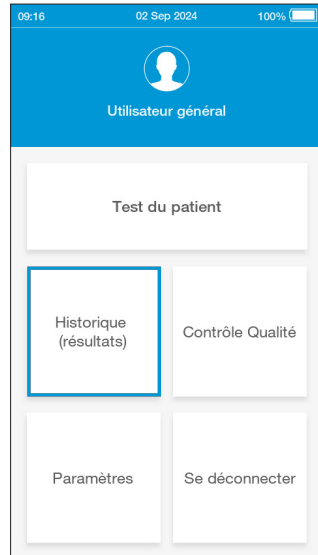 09:16 02 Sep 2024 100%
Utilisateur général
Test du patient
Historique
(résultats)
Contrôle Qualité
Paramètres
Se déconnecter